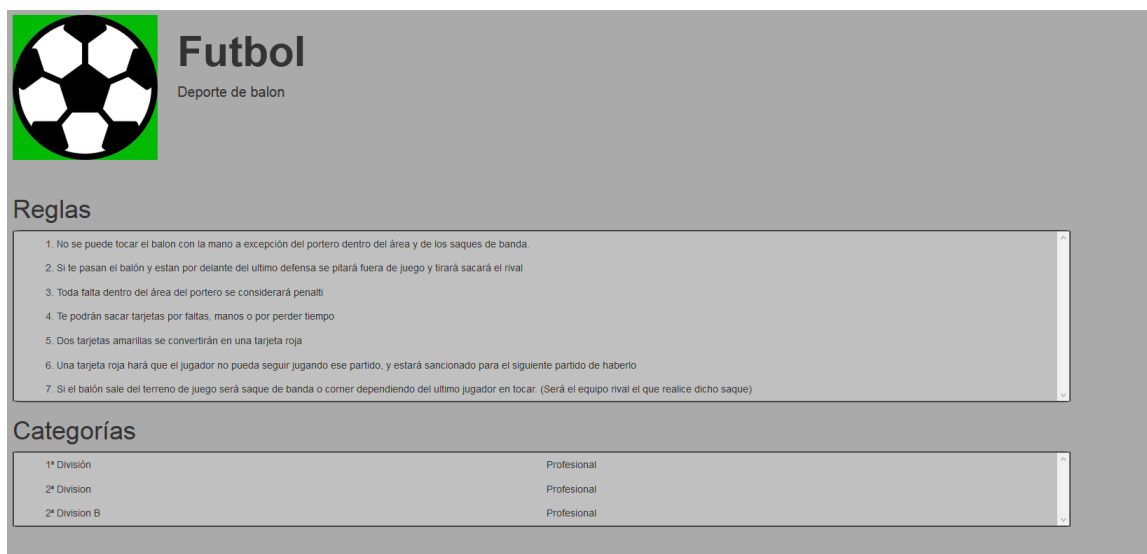 Futbol
Deporte de balon
Reglas
1. No se puede tocar el balon con la mano a excepción del portero dentro del área y de los saques de banda.
2. Si te pasan el balón y estan por delante del ultimo defensa se pitará fuera de juego y tirará sacará el rival
3. Toda falta dentro del área del portero se considerará penalti
4. Te podrán sacar tarjetas por faltas, manos o por perder tiempo
5. Dos tarjetas amarillas se convertirán en una tarjeta roja
6. Una tarjeta roja hará que el jugador no pueda seguir jugando ese partido, y estará sancionado para el siguiente partido de haberlo
7. Si el balón sale del terreno de juego será saque de banda o corner dependiendo del ultimo jugador en tocar. (Será el equipo rival el que realice dicho saque)
Categorías
1ª División Profesional
2ª Division Profesional
2ª Division B Profesional